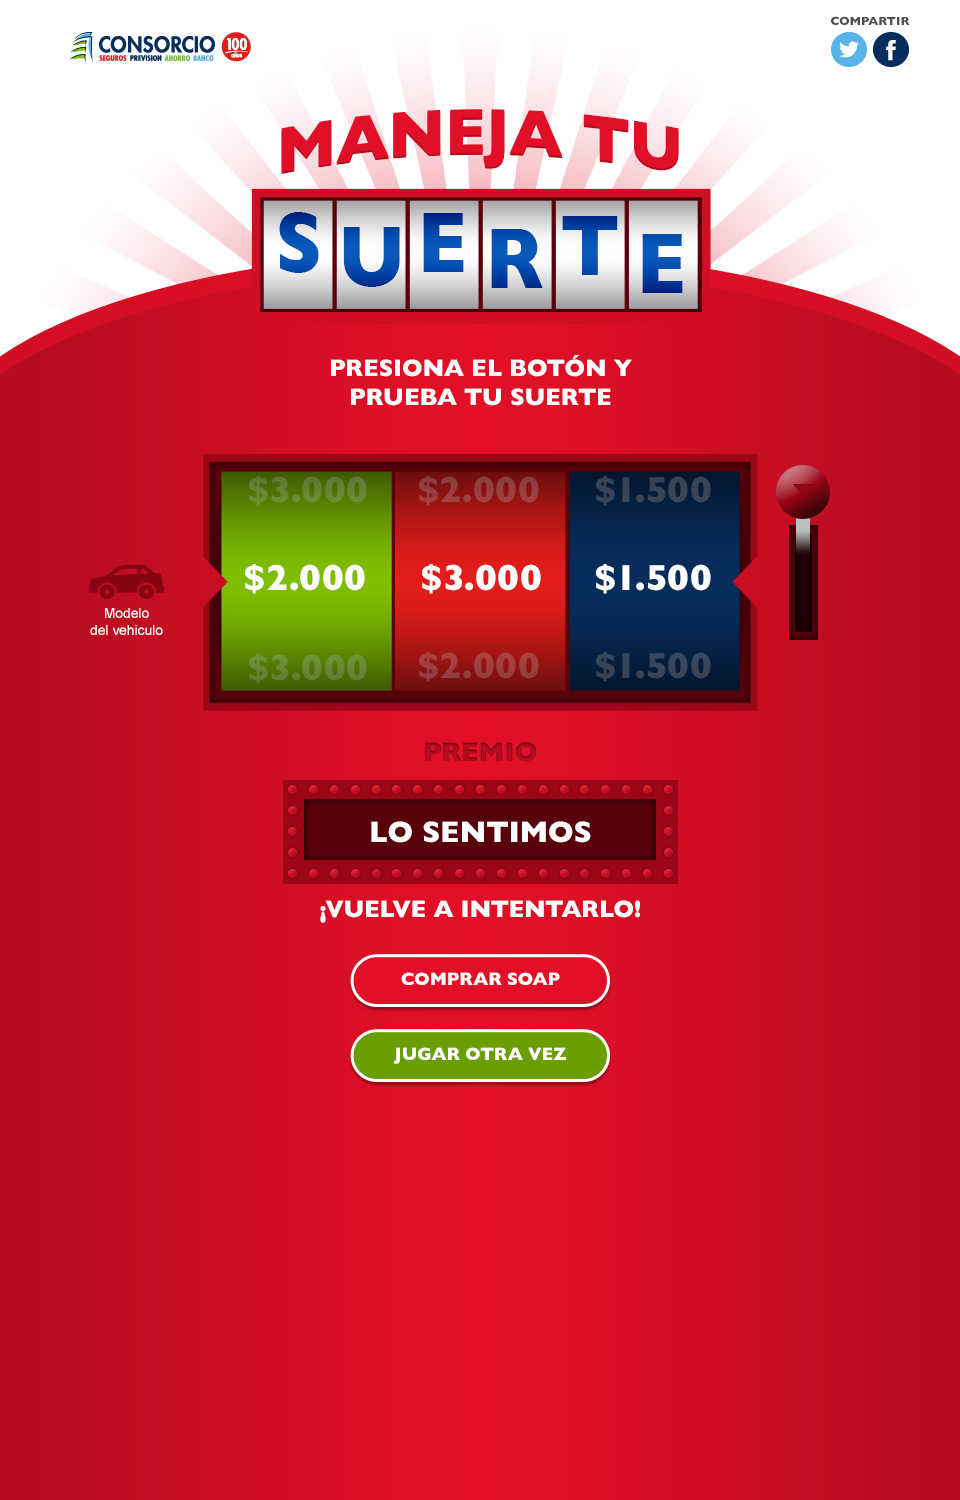 COMPARTIR
CONSORCIO 100 años
SEGUROS PREVISION AHORRO BANCO
MANEJA TU
SUERTE
PRESIONA EL BOTÓN Y
PRUEBA TU SUERTE
$3.000 $2.000 $1.500
$2.000 $3.000 $1.500
$3.000 $2.000 $1.500
Modelo
del vehiculo
PREMIO
LO SENTIMOS
¡VUELVE A INTENTARLO!
COMPRAR SOAP
JUGAR OTRA VEZ